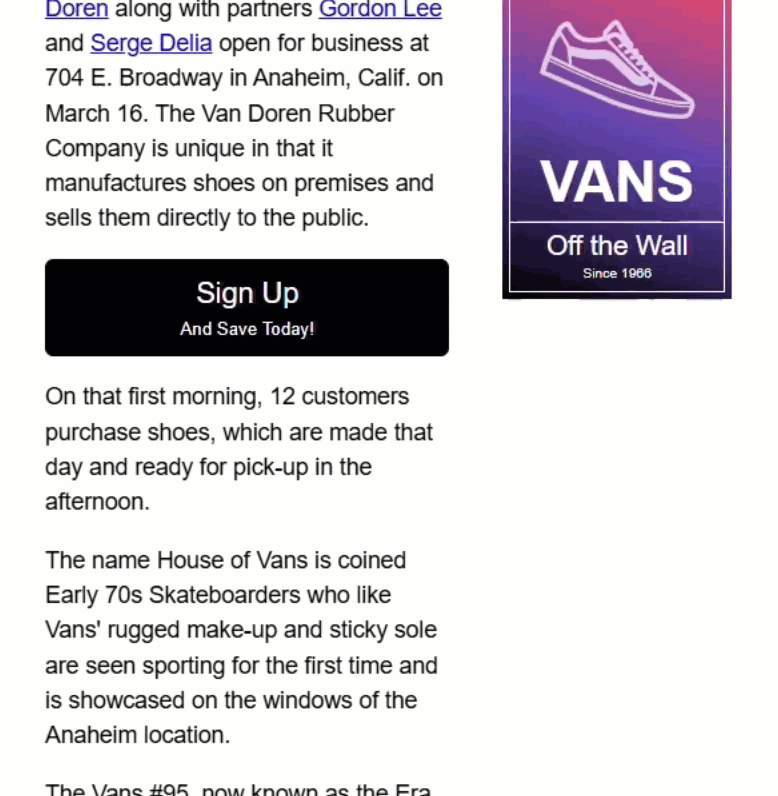 Doren along with partners Gordon Lee
and Serge Delia open for business at
704 E. Broadway in Anaheim, Calif. on
March 16. The Van Doren Rubber
Company is unique in that it
manufactures shoes on premises and
sells them directly to the public.
Sign Up
And Save Today!
On that first morning, 12 customers
purchase shoes, which are made that
day and ready for pick-up in the
afternoon.
The name House of Vans is coined
Early 70s Skateboarders who like
Vans' rugged make-up and sticky sole
are seen sporting for the first time and
is showcased on the windows of the
Anaheim location.
The Vans #95, now known as the Era
VANS
Off the Wall
Since 1966